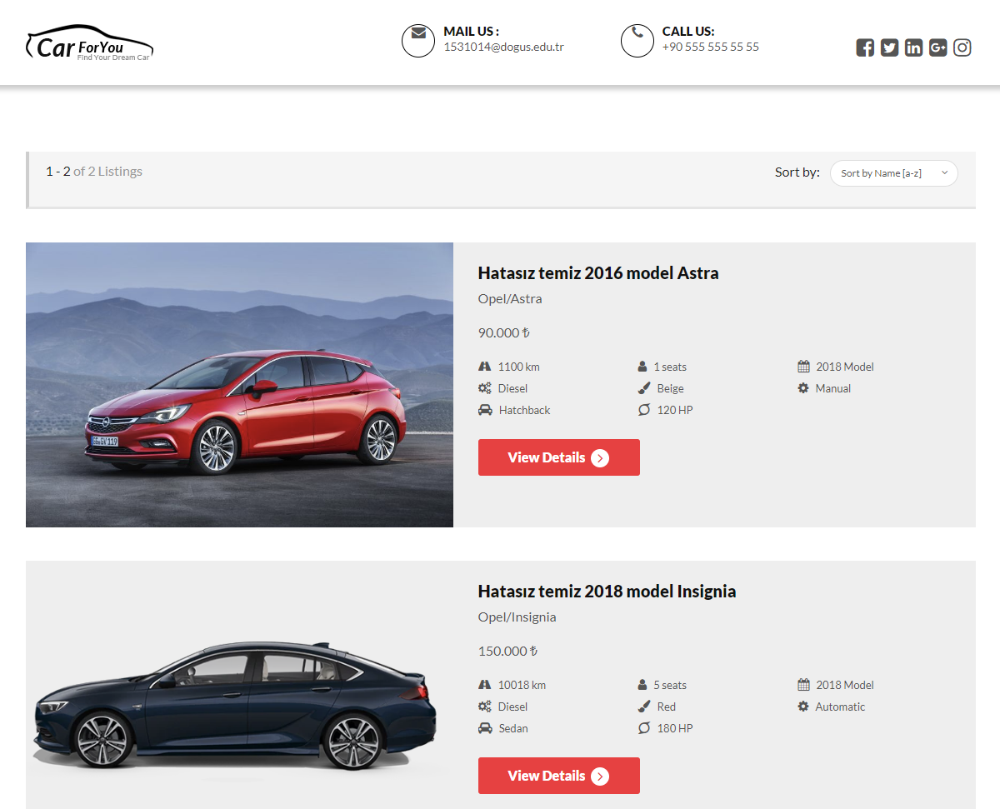 Car ForYou
Find Your Dream Car
MAIL US :
1531014@dogus.edu.tr
CALL US:
+90 555 555 55 55
1 - 2 of 2 Listings
Sort by: Sort by Name [a-z]
Hatasız temiz 2016 model Astra
Opel/Astra
90.000 ₺
1100 km 1 seats 2018 Model
Diesel Beige Manual
Hatchback 120 HP
View Details
GG·GV 119
Hatasız temiz 2018 model Insignia
Opel/Insignia
150.000 ₺
10018 km 5 seats 2018 Model
Diesel Red Automatic
Sedan 180 HP
View Details